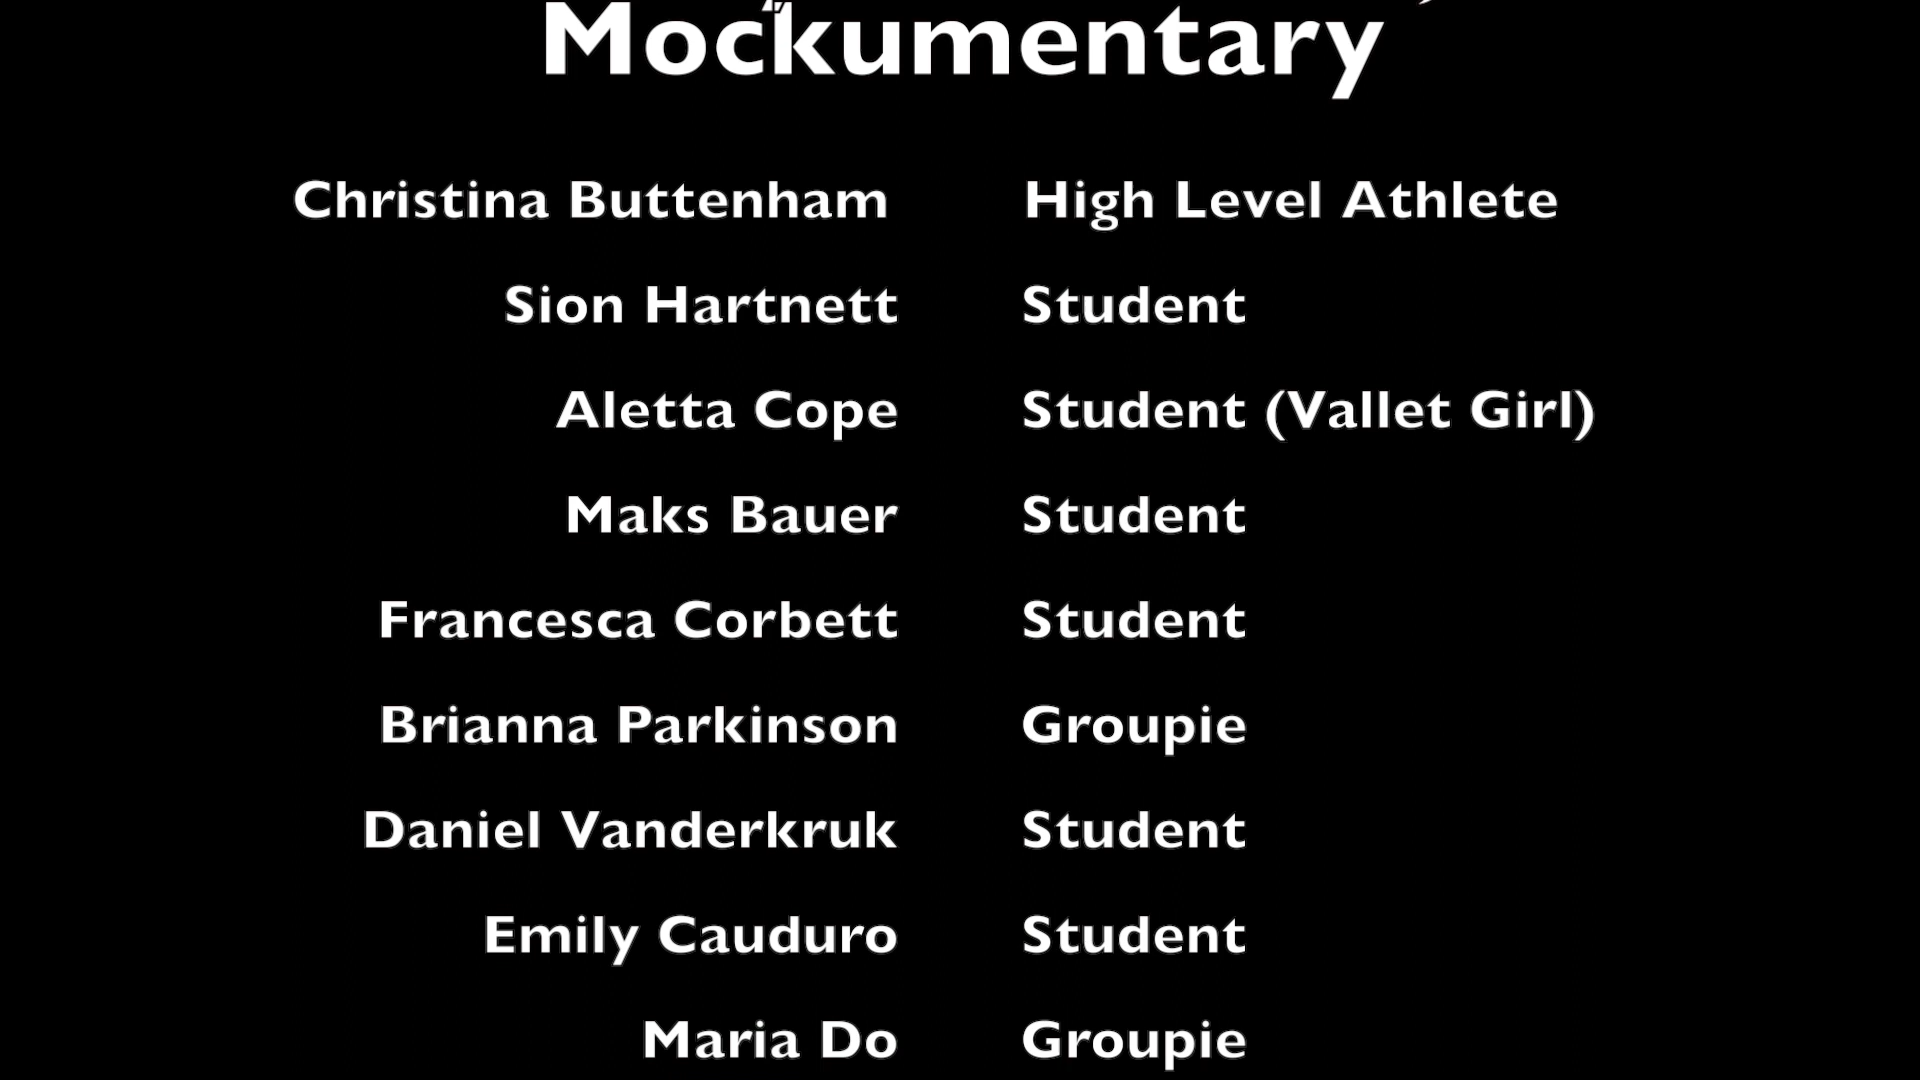 Mockumentary
Christina Buttenham High Level Athlete
Sion Hartnett Student
Aletta Cope Student (Vallet Girl)
Maks Bauer Student
Francesca Corbett Student
Brianna Parkinson Groupie
Daniel Vanderkruk Student
Emily Cauduro Student
Maria Do Groupie